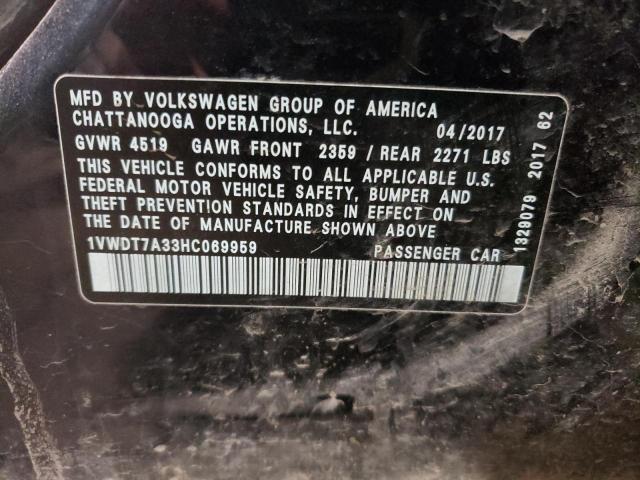 MFD BY VOLKSWAGEN GROUP OF AMERICA
CHATTANOOGA OPERATIONS, LLC. 04/2017
GVWR 4519 GAWR FRONT 2359 / REAR 2271 LBS
THIS VEHICLE CONFORMS TO ALL APPLICABLE U.S.
FEDERAL MOTOR VEHICLE SAFETY, BUMPER AND
THEFT PREVENTION STANDARDS IN EFFECT ON
THE DATE OF MANUFACTURE SHOWN ABOVE
1VWDT7A33HC069959 PASSENGER CAR
1329079 2017 62